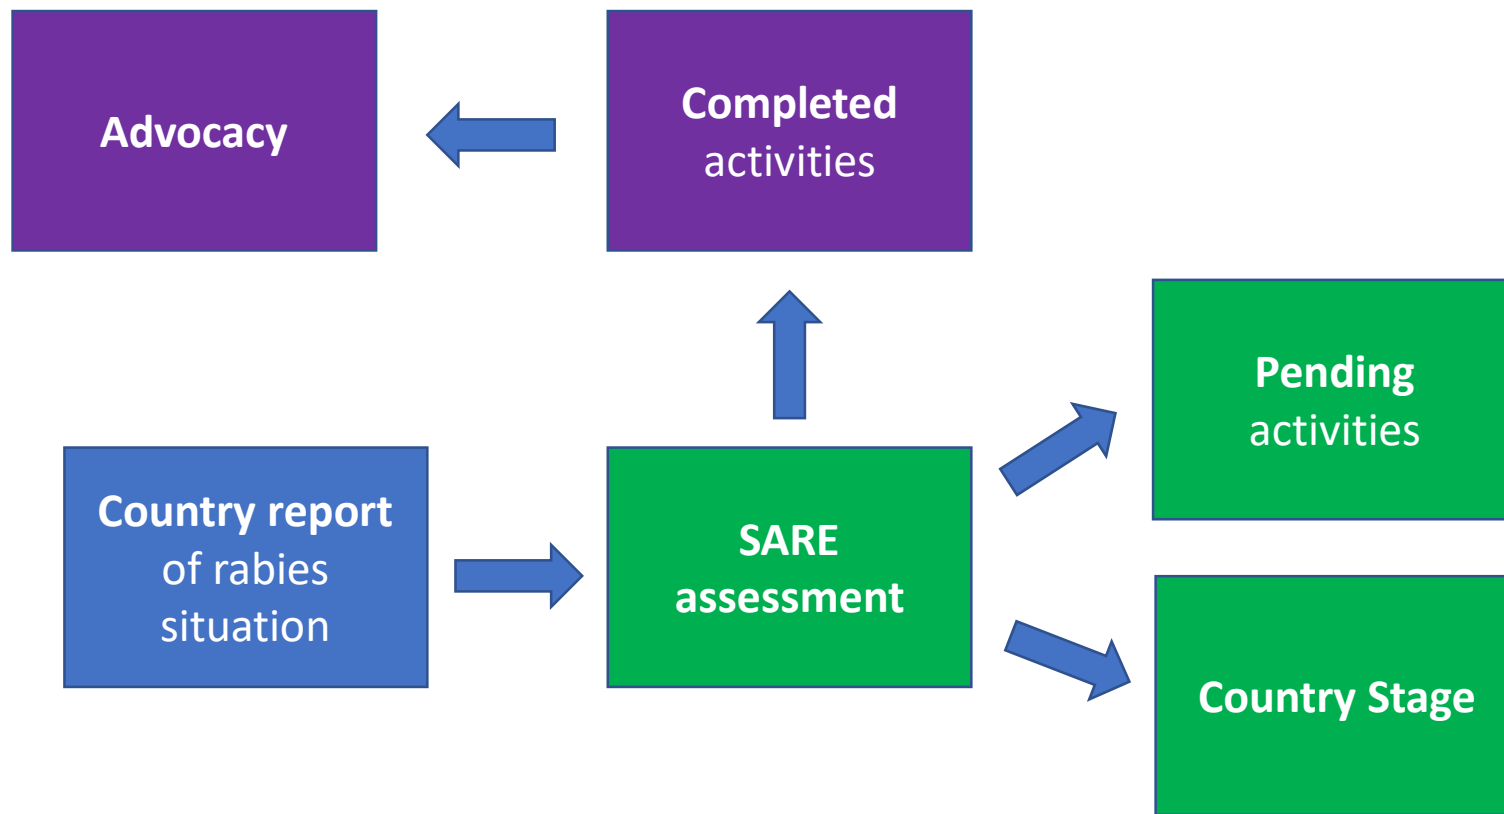 Advocacy
Completed
activities
Pending
activities
Country report
of rabies
situation
SARE
assessment
Country Stage